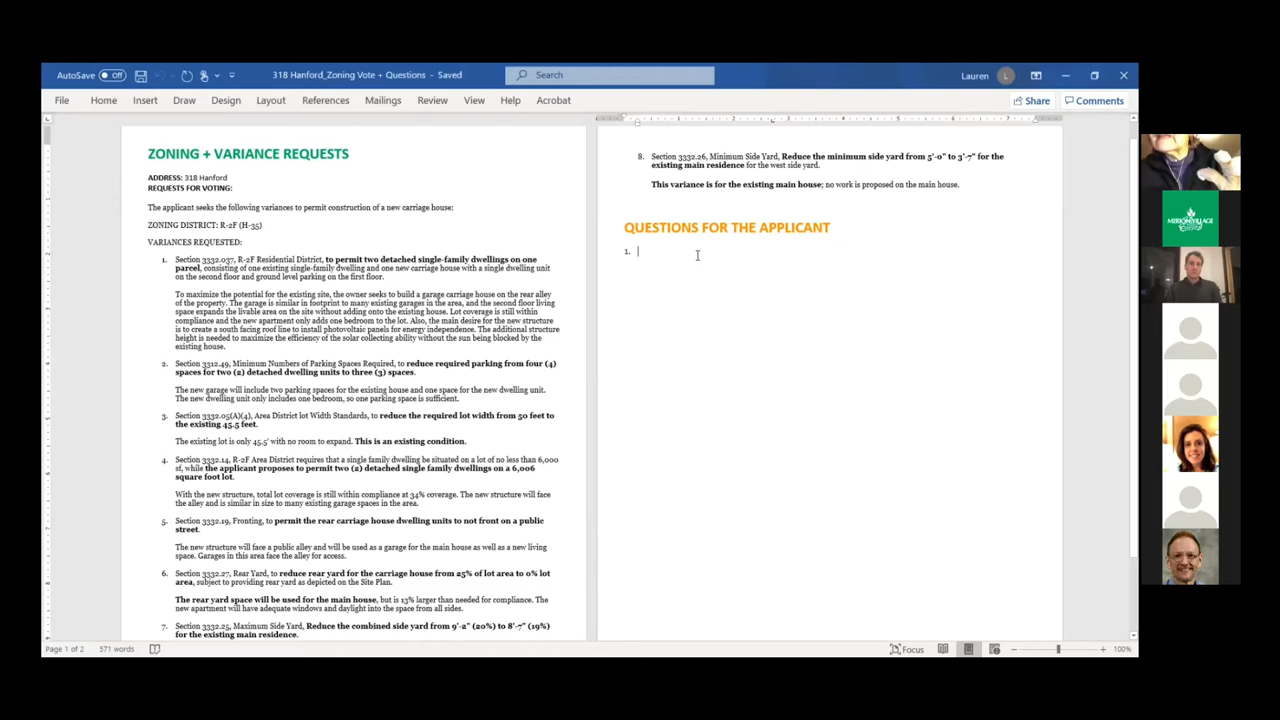 AutoSave Off
318 Hanford_Zoning Vote + Questions - Saved
Search
Lauren L
File Home Insert Draw Design Layout References Mailings Review View Help Acrobat
Share Comments
ZONING + VARIANCE REQUESTS
ADDRESS: 318 Hanford
REQUESTS FOR VOTING:
The applicant seeks the following variances to permit construction of a new carriage house:
ZONING DISTRICT: R-2F (H-35)
VARIANCES REQUESTED:
1. Section 3332.037, R-2F Residential District, to permit two detached single-family dwellings on one
parcel, consisting of one existing single-family dwelling and one new carriage house with a single dwelling unit
on the second floor and ground level parking on the first floor.
To maximize the potential for the existing site, the owner seeks to build a garage carriage house on the rear alley
of the property. The garage is similar in footprint to many existing garages in the area, and the second floor living
space expands the livable area on the site without adding onto the existing house. Lot coverage is still within
compliance and the new apartment only adds one bedroom to the lot. Also, the main desire for the new structure
is to create a south facing roof line to install photovoltaic panels for energy independence. The additional structure
height is needed to maximize the efficiency of the solar collecting ability without the sun being blocked by the
existing house.
2. Section 3312.49, Minimum Numbers of Parking Spaces Required, to reduce required parking from four (4)
spaces for two (2) detached dwelling units to three (3) spaces.
The new garage will include two parking spaces for the existing house and one space for the new dwelling unit.
The new dwelling unit only includes one bedroom, so one parking space is sufficient.
3. Section 3332.05(A)(4), Area District lot Width Standards, to reduce the required lot width from 50 feet to
the existing 45.5 feet.
The existing lot is only 45.5' with no room to expand. This is an existing condition.
4. Section 3332.14, R-2F Area District requires that a single family dwelling be situated on a lot of no less than 6,000
sf, while the applicant proposes to permit two (2) detached single family dwellings on a 6,006
square foot lot.
With the new structure, total lot coverage is still within compliance at 34% coverage. The new structure will face
the alley and is similar in size to many existing garage spaces in the area.
5. Section 3332.19, Fronting, to permit the rear carriage house dwelling units to not front on a public
street.
The new structure will face a public alley and will be used as a garage for the main house as well as a new living
space. Garages in this area face the alley for access.
6. Section 3332.27, Rear Yard, to reduce rear yard for the carriage house from 25% of lot area to 0% lot
area, subject to providing rear yard as depicted on the Site Plan.
The rear yard space will be used for the main house, but is 13% larger than needed for compliance. The
new apartment will have adequate windows and daylight into the space from all sides.
7. Section 3332.25, Maximum Side Yard, Reduce the combined side yard from 9'-2" (20%) to 8'-7" (19%)
for the existing main residence.
8. Section 3332.26, Minimum Side Yard, Reduce the minimum side yard from 5'-0" to 3'-7" for the
existing main residence for the west side yard.
This variance is for the existing main house; no work is proposed on the main house.
QUESTIONS FOR THE APPLICANT
1.
MERION VILLAGE
Page 1 of 2 571 words
Focus
100%